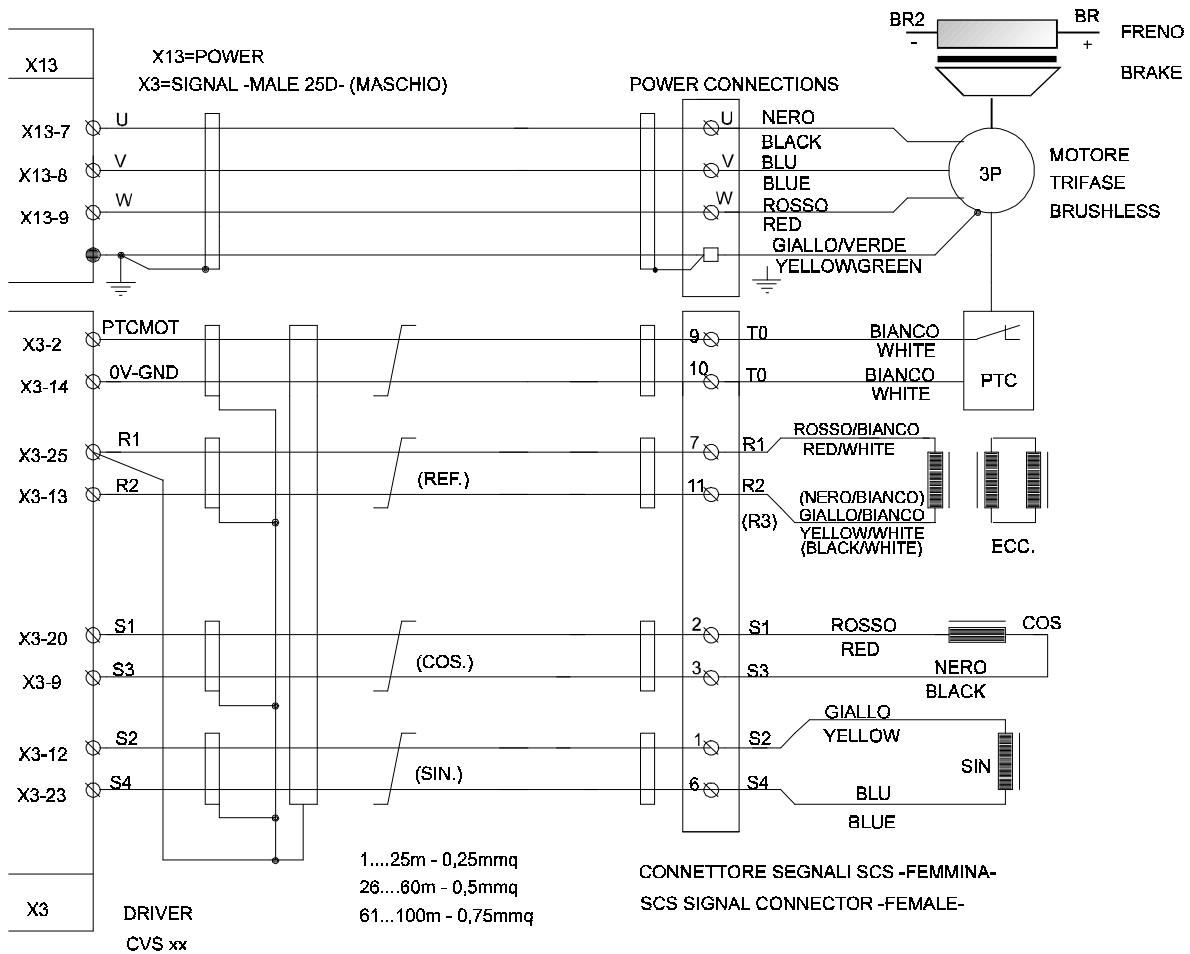 BR2
BR
-
+
FRENO
BRAKE
X13
X13=POWER
X3=SIGNAL -MALE 25D- (MASCHIO)
POWER CONNECTIONS
X13-7
U
U
NERO
BLACK
X13-8
V
V
BLU
BLUE
3P
MOTORE
TRIFASE
BRUSHLESS
X13-9
W
W
ROSSO
RED
GIALLO/VERDE
YELLOW/GREEN
X3-2
PTCMOT
9
T0
BIANCO
WHITE
X3-14
0V-GND
10
T0
BIANCO
WHITE
PTC
X3-25
R1
7
R1
ROSSO/BIANCO
RED/WHITE
(REF.)
X3-13
R2
11
R2
(R3)
(NERO/BIANCO)
GIALLO/BIANCO
YELLOW/WHITE
(BLACK/WHITE)
ECC.
X3-20
S1
2
S1
ROSSO
RED
COS
(COS.)
X3-9
S3
3
S3
NERO
BLACK
X3-12
S2
1
S2
GIALLO
YELLOW
(SIN.)
SIN
X3-23
S4
6
S4
BLU
BLUE
1....25m - 0,25mmq
26....60m - 0,5mmq
61...100m - 0,75mmq
CONNETTORE SEGNALI SCS -FEMMINA-
SCS SIGNAL CONNECTOR -FEMALE-
X3
DRIVER
CVS xx